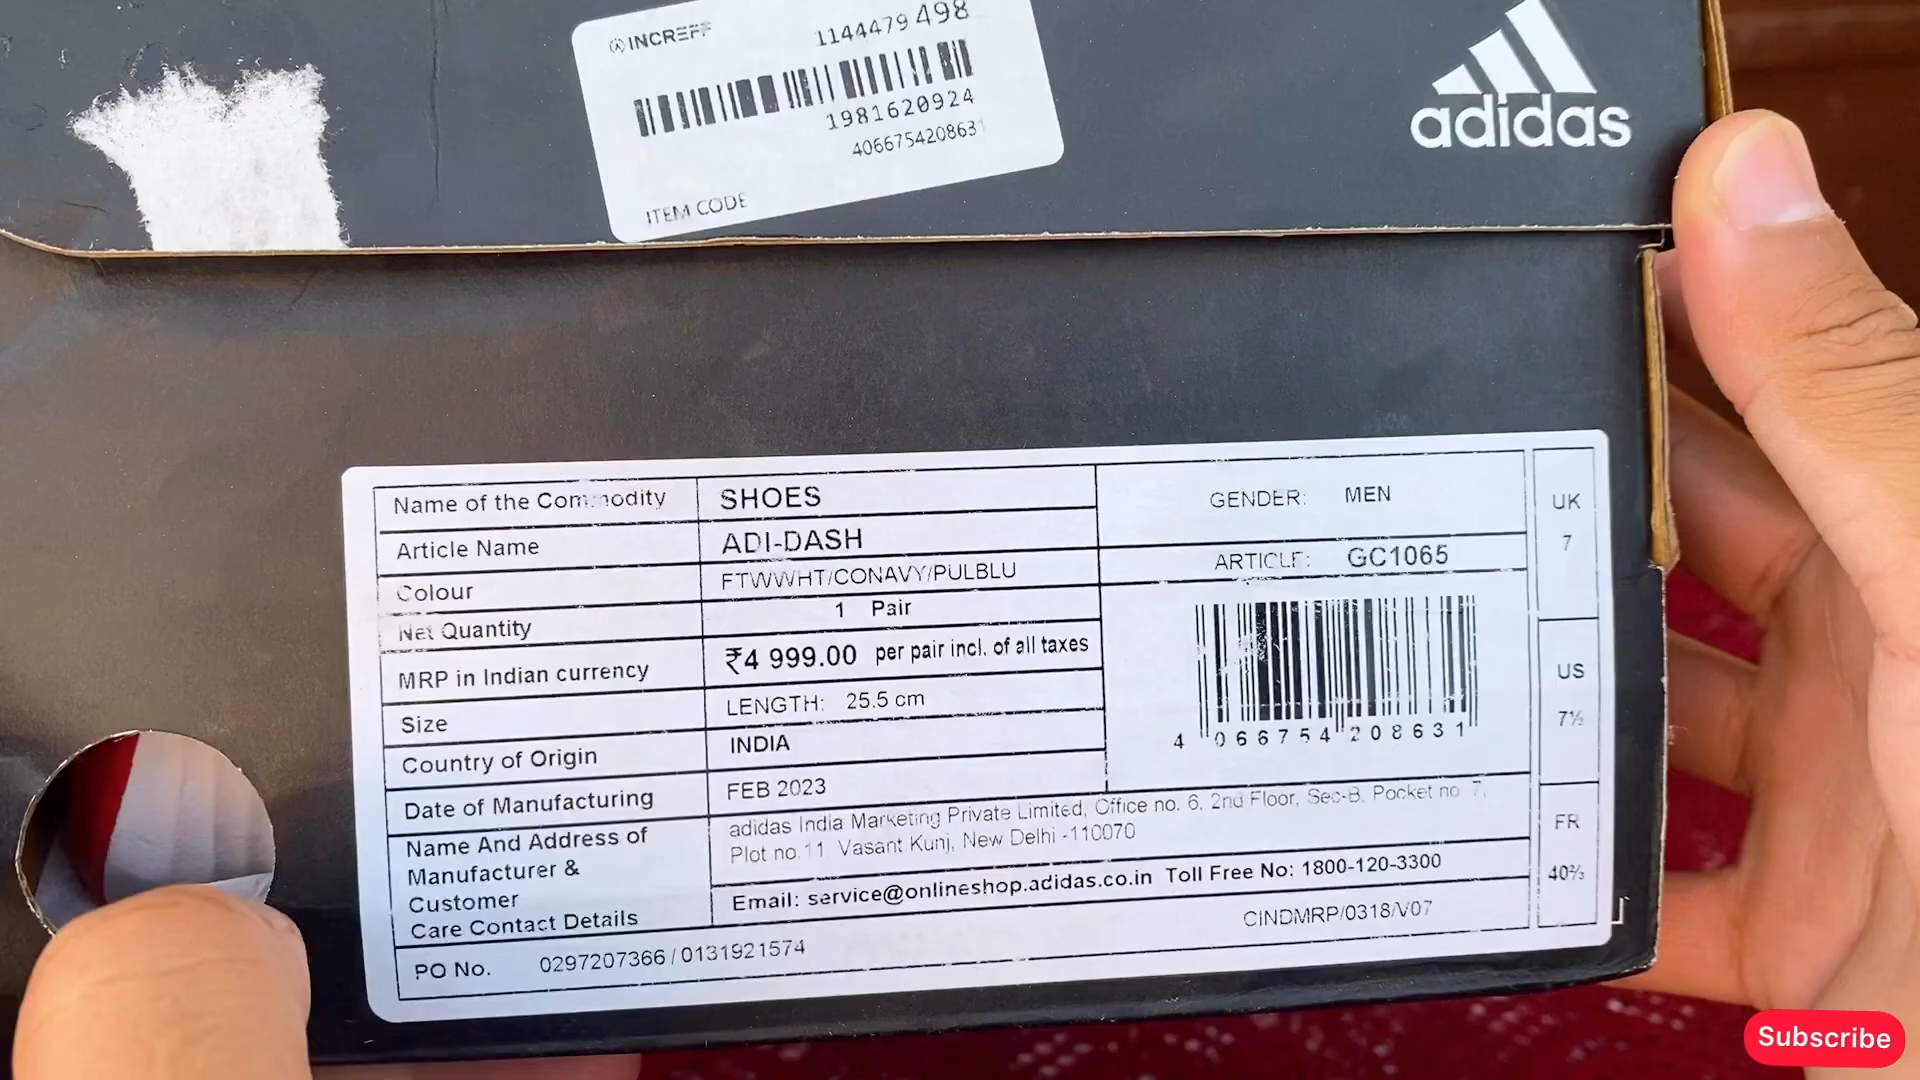 INCREFF
1144479498
1981620924
4066754208631
ITEM CODE
adidas
Name of the Commodity SHOES
GENDER: MEN
UK
7
Article Name ADI-DASH
ARTICLE: GC1065
Colour FTWWHT/CONAVY/PULBLU
Net Quantity 1 Pair
MRP in Indian currency ₹4 999.00 per pair incl. of all taxes
US
7½
Size LENGTH: 25.5 cm
4 066754 208631
Country of Origin INDIA
Date of Manufacturing FEB 2023
Name And Address of
Manufacturer &
Customer
Care Contact Details
adidas India Marketing Private Limited, Office no. 6, 2nd Floor, Sec-B, Pocket no 7,
Plot no.11, Vasant Kunj, New Delhi -110070
Email: service@onlineshop.adidas.co.in Toll Free No: 1800-120-3300
FR
40⅔
PO No. 0297207366 / 0131921574
CINDMRP/0318/V07
Subscribe